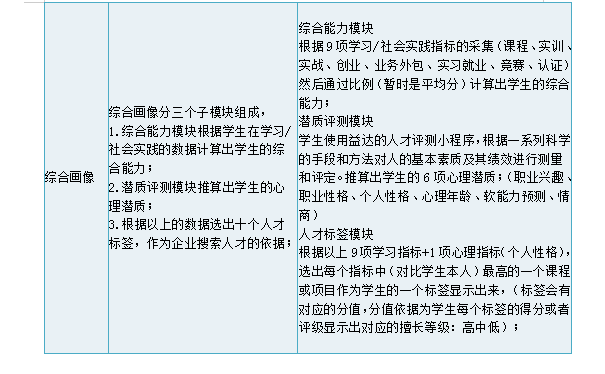 综合画像
综合画像分三个子模块组成，
1.综合能力模块根据学生在学习/
社会实践的数据计算出学生的综
合能力；
2.潜质评测模块推算出学生的心
理潜质；
3.根据以上的数据选出十个人才
标签，作为企业搜索人才的依据；
综合能力模块
根据9项学习/社会实践指标的采集（课程、实训、
实战、创业、业务外包、实习就业、竞赛、认证）
然后通过比例（暂时是平均分）计算出学生的综合
能力；
潜质评测模块
学生使用益达的人才评测小程序，根据一系列科学
的手段和方法对人的基本素质及其绩效进行测量
和评定。推算出学生的6项心理潜质；（职业兴趣、
职业性格、个人性格、心理年龄、软能力预测、情
商）
人才标签模块
根据以上9项学习指标+1项心理指标（个人性格），
选出每个指标中（对比学生本人）最高的一个课程
或项目作为学生的一个标签显示出来，（标签会有
对应的分值，分值依据为学生每个标签的得分或者
评级显示出对应的擅长等级：高中低）；